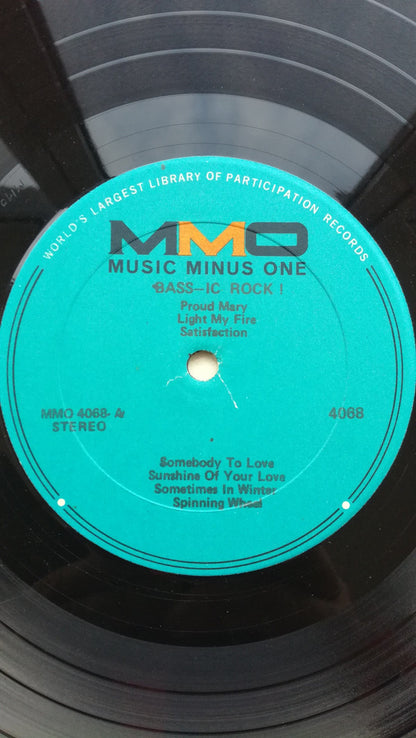 WORLD'S LARGEST LIBRARY OF PARTICIPATION RECORDS
MMO
MUSIC MINUS ONE
BASS-IC ROCK!
Proud Mary
Light My Fire
Satisfaction
MMO 4068-A
STEREO
4068
Somebody To Love
Sunshine Of Your Love
Sometimes In Winter
Spinning Wheel